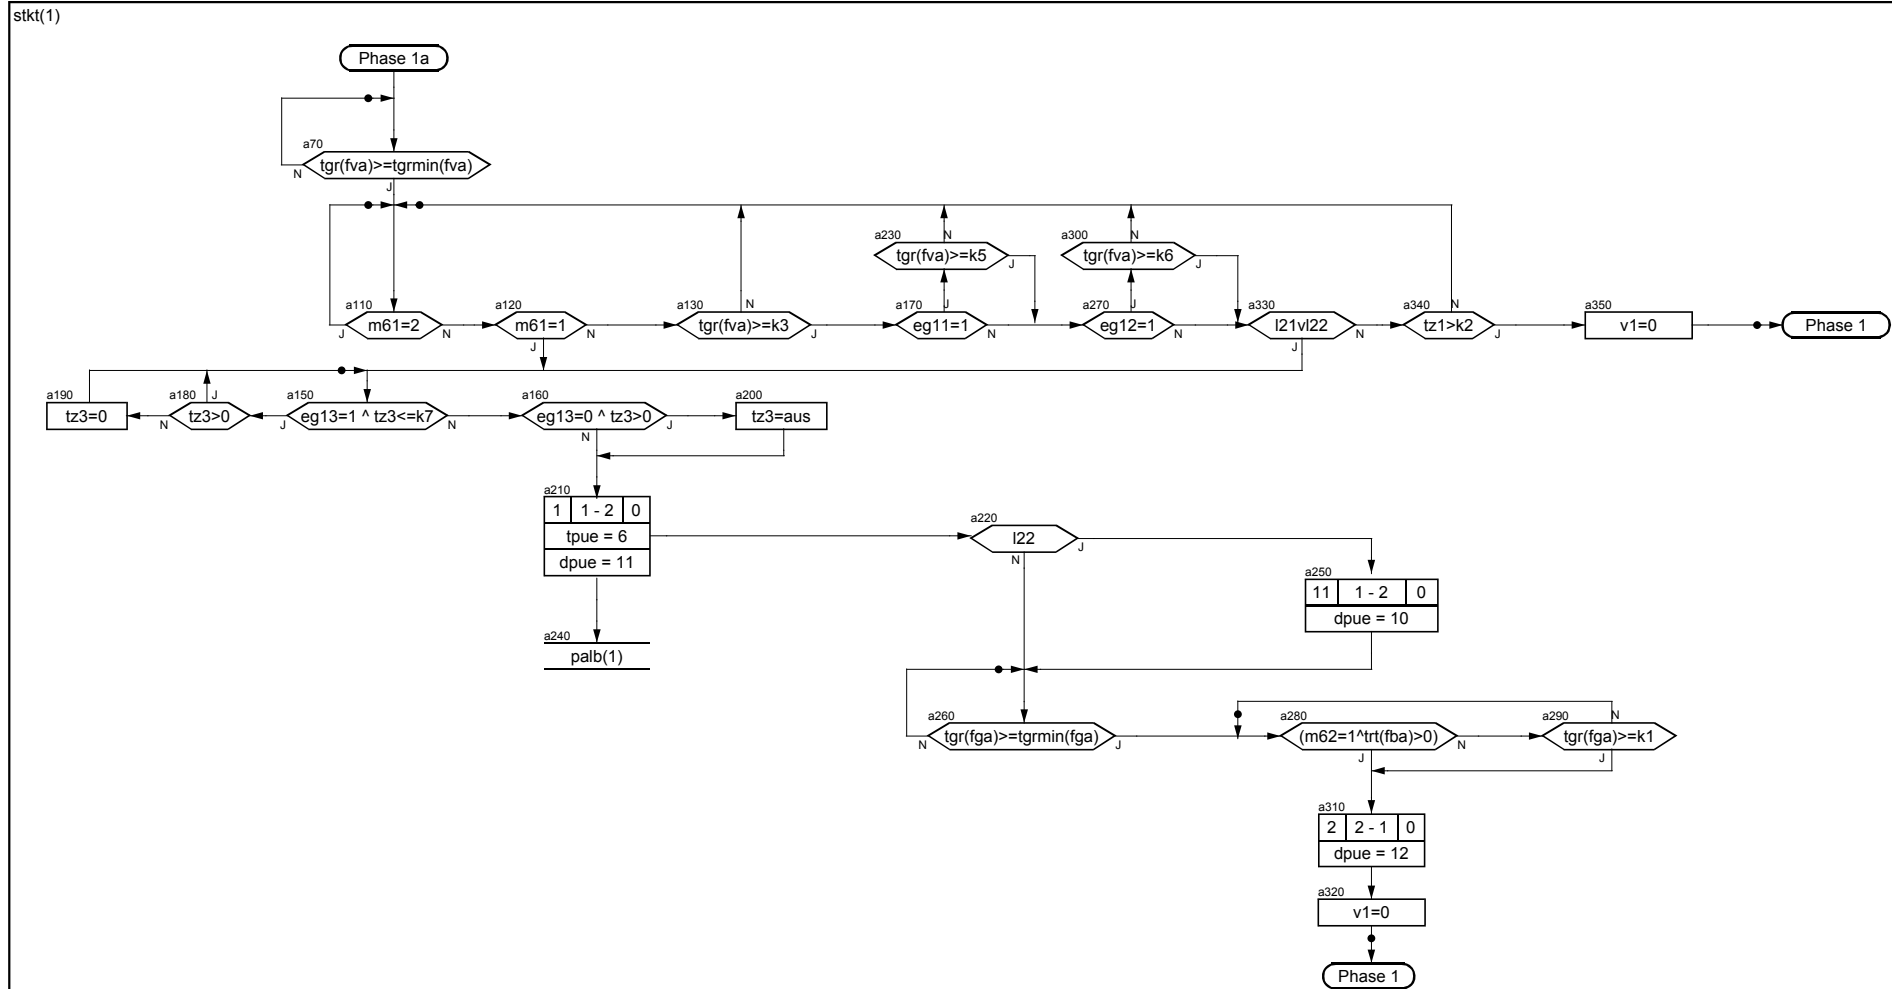 stkt(1)
Phase 1a
a70
tgr(fva)>=tgrmin(fva)
N
J
a230
tgr(fva)>=k5
N
J
a300
tgr(fva)>=k6
N
J
a110
m61=2
J
N
a120
m61=1
N
J
a130
tgr(fva)>=k3
N
J
a170
eg11=1
J
N
a270
eg12=1
J
N
a330
l21vl22
N
J
a340
tz1>k2
N
J
a350
v1=0
Phase 1
a190
tz3=0
a180
tz3>0
J
N
a150
eg13=1 ^ tz3<=k7
J
N
a160
eg13=0 ^ tz3>0
N
J
a200
tz3=aus
a210
1 1 - 2 0
tpue = 6
dpue = 11
a220
l22
J
N
a250
11 1 - 2 0
dpue = 10
a240
palb(1)
a260
tgr(fga)>=tgrmin(fga)
N
J
a280
(m62=1^trt(fba)>0)
J
N
a290
tgr(fga)>=k1
N
J
a310
2 2 - 1 0
dpue = 12
a320
v1=0
Phase 1